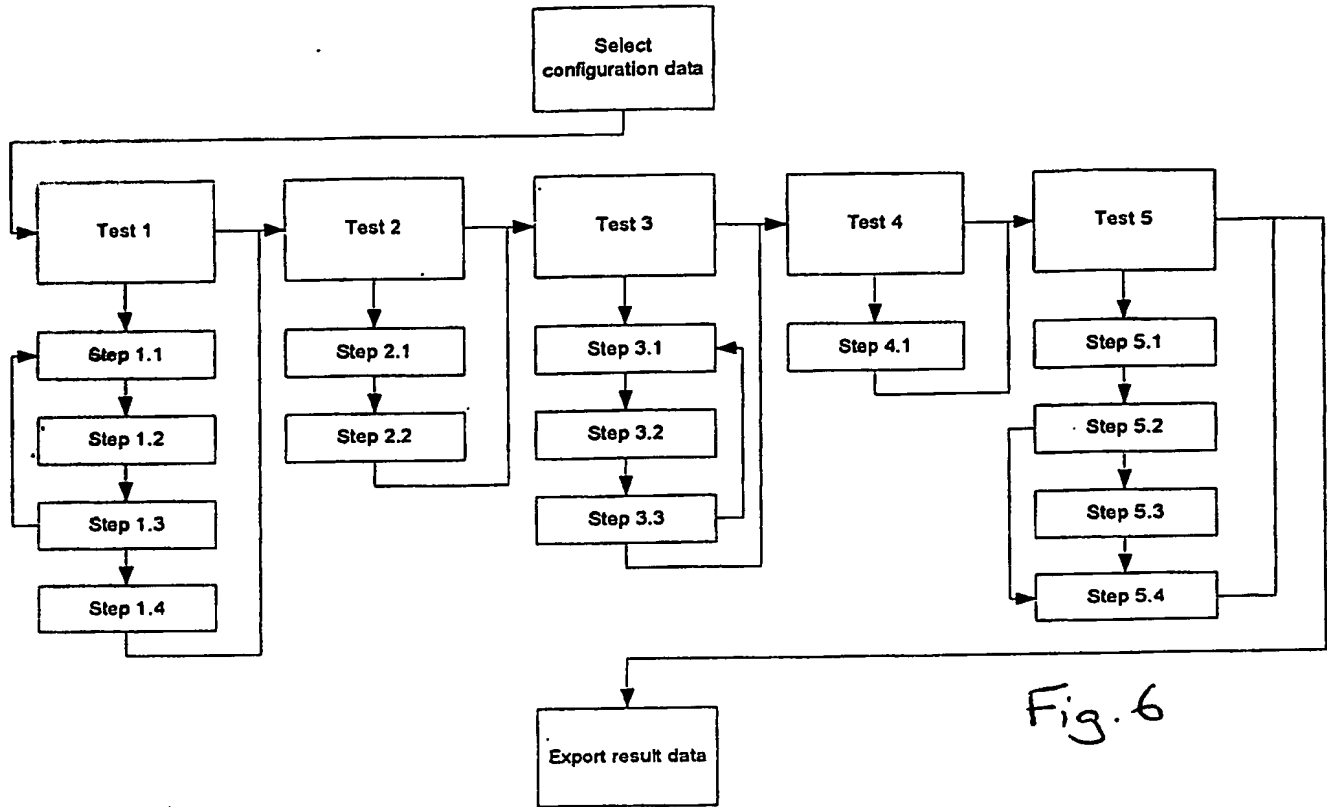 Select
configuration data
Test 1
Test 2
Test 3
Test 4
Test 5
Step 1.1
Step 1.2
Step 1.3
Step 1.4
Step 2.1
Step 2.2
Step 3.1
Step 3.2
Step 3.3
Step 4.1
Step 5.1
Step 5.2
Step 5.3
Step 5.4
Export result data
Fig. 6